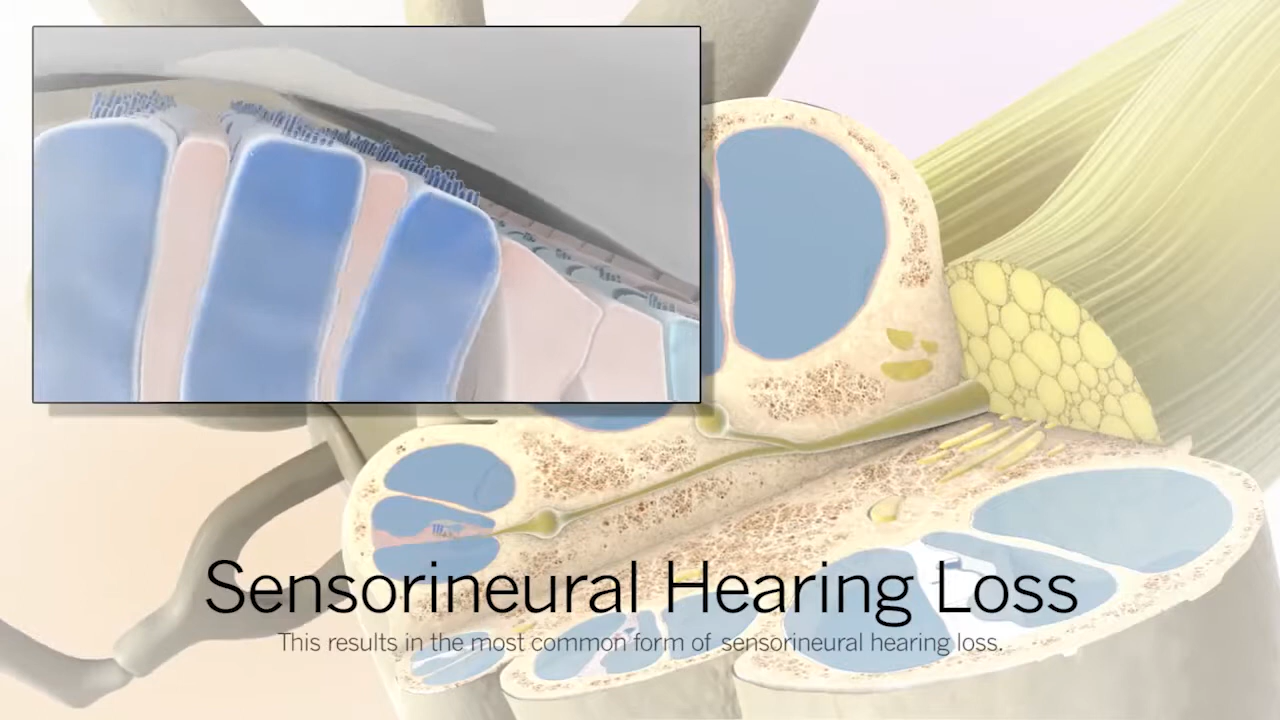 Sensorineural Hearing Loss
This results in the most common form of sensorineural hearing loss.